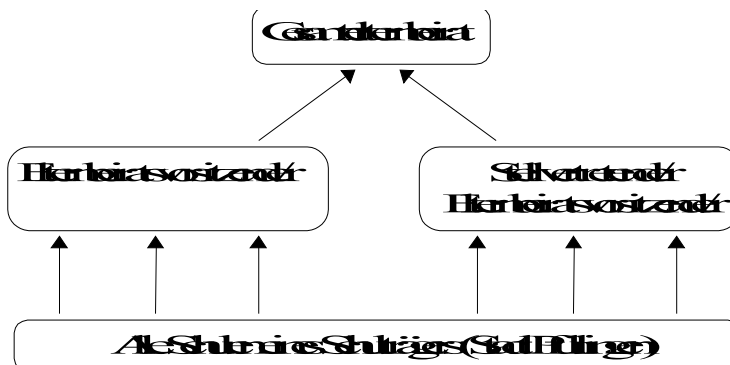 Gesamtelternbeirat
Elternbeiratsvorsitzende/r
Stellvertretende/r
Elternbeiratsvorsitzende/r
Alle Schulen eines Schulträgers (Stadt Pfullingen)